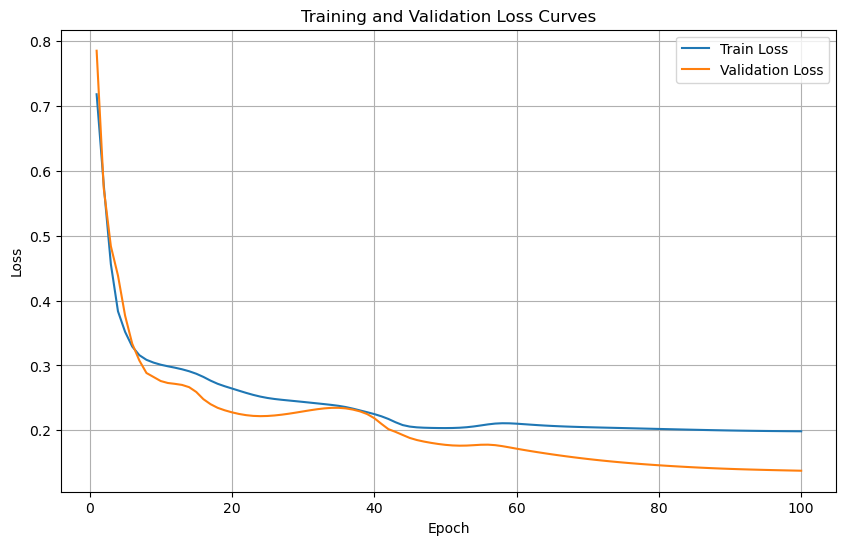 Training and Validation Loss Curves
Train Loss
Validation Loss
0.8
0.7
0.6
0.5
0.4
0.3
0.2
Loss
0 20 40 60 80 100
Epoch